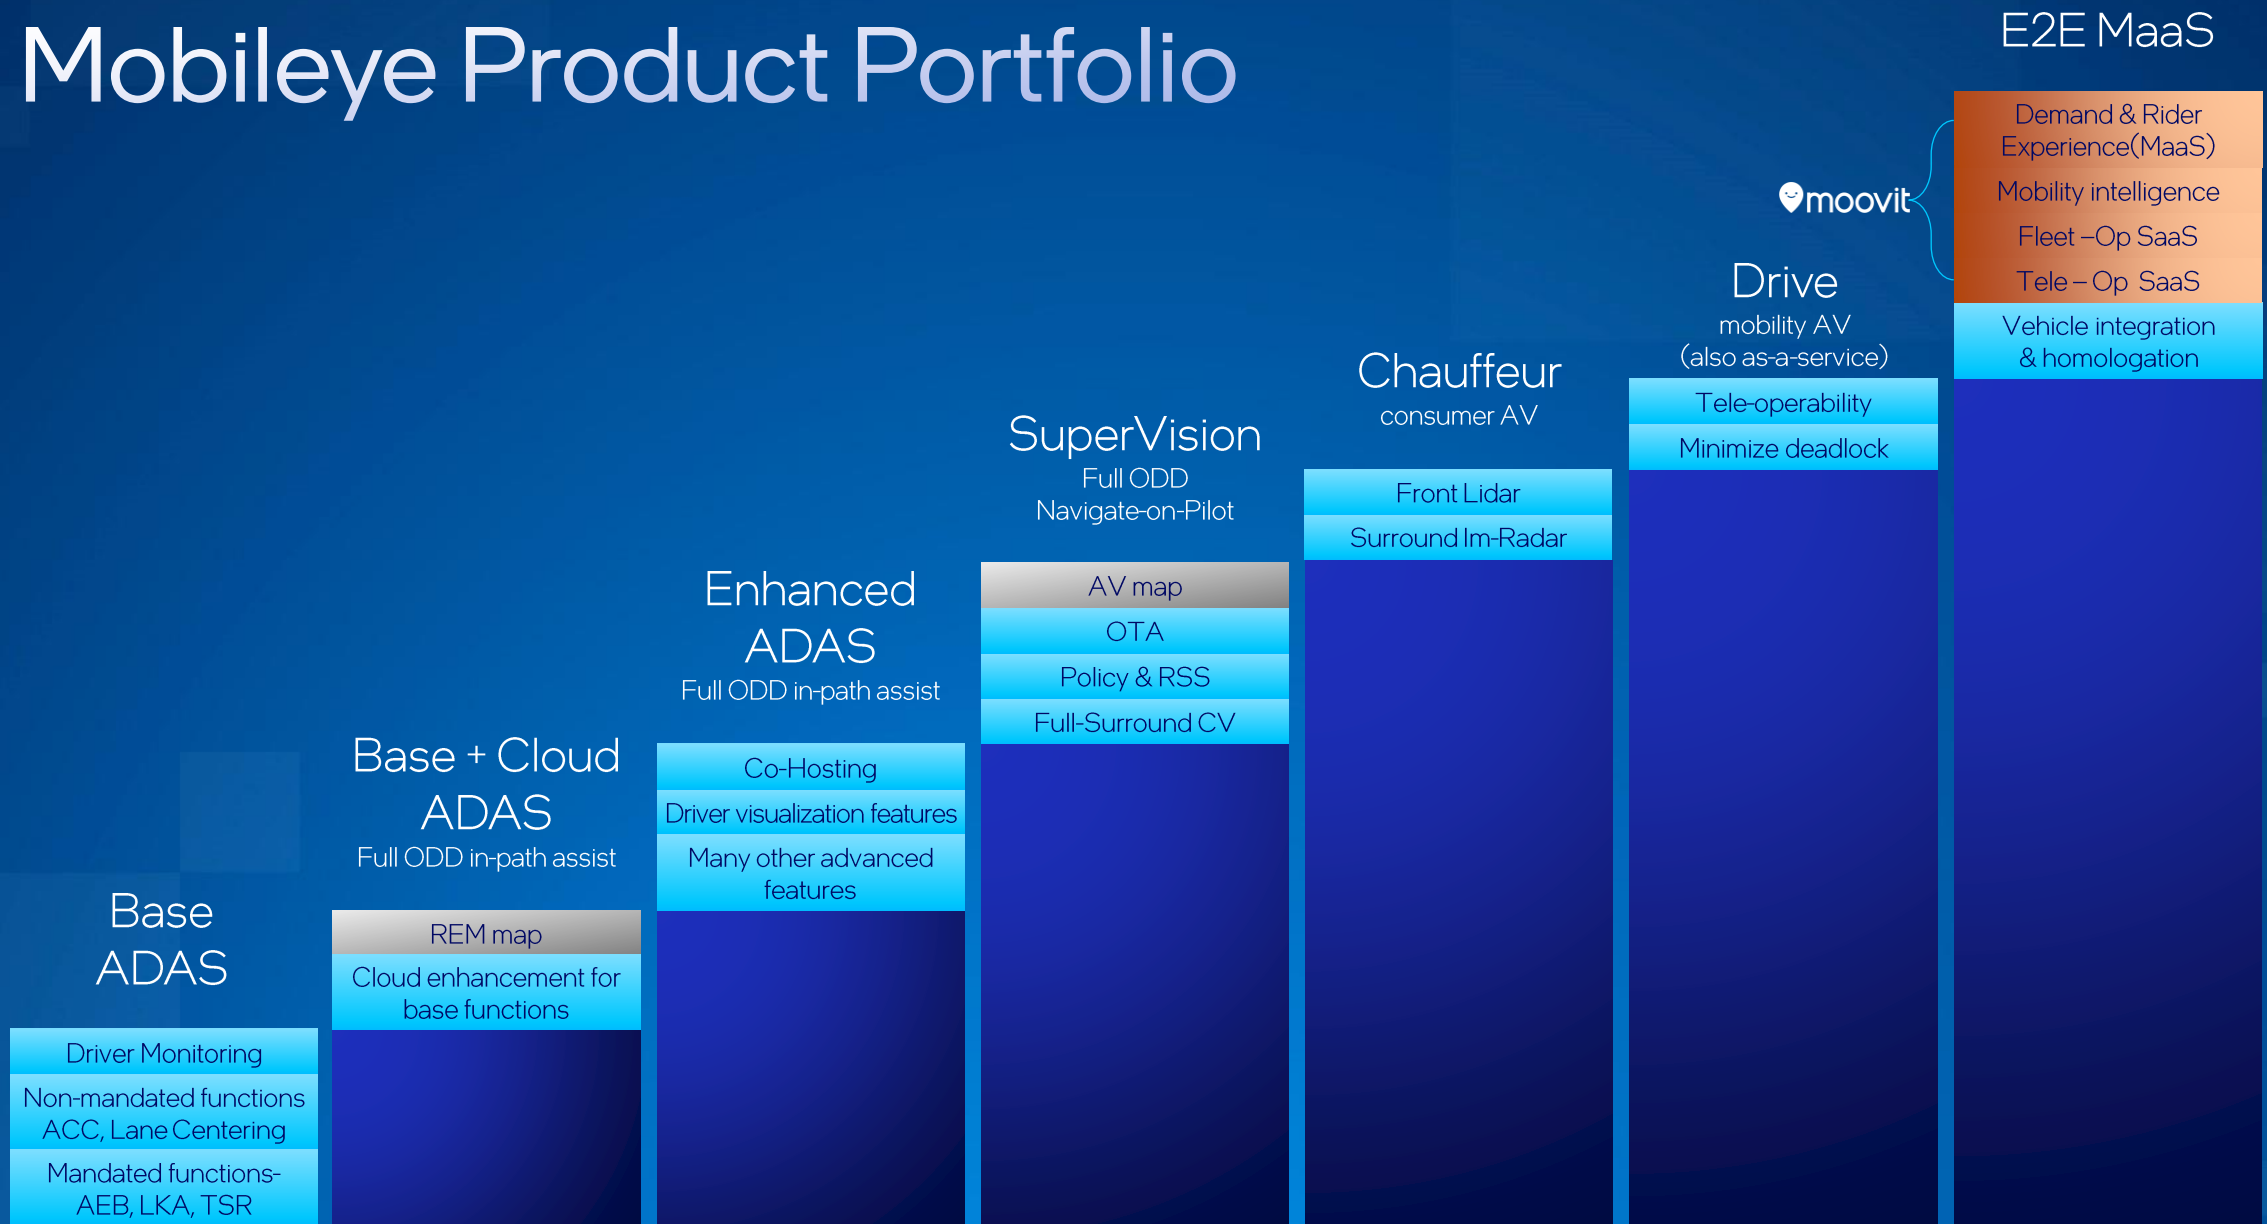 Mobileye Product Portfolio
Base
ADAS
Driver Monitoring
Non-mandated functions
ACC, Lane Centering
Mandated functions-
AEB, LKA, TSR
Base + Cloud
ADAS
Full ODD in-path assist
REM map
Cloud enhancement for
base functions
Enhanced
ADAS
Full ODD in-path assist
Co-Hosting
Driver visualization features
Many other advanced
features
SuperVision
Full ODD
Navigate-on-Pilot
AV map
OTA
Policy & RSS
Full-Surround CV
Chauffeur
consumer AV
Front Lidar
Surround Im-Radar
Drive
mobility AV
(also as-a-service)
Tele-operability
Minimize deadlock
E2E MaaS
moovit
Demand & Rider
Experience(MaaS)
Mobility intelligence
Fleet –Op SaaS
Tele – Op SaaS
Vehicle integration
& homologation